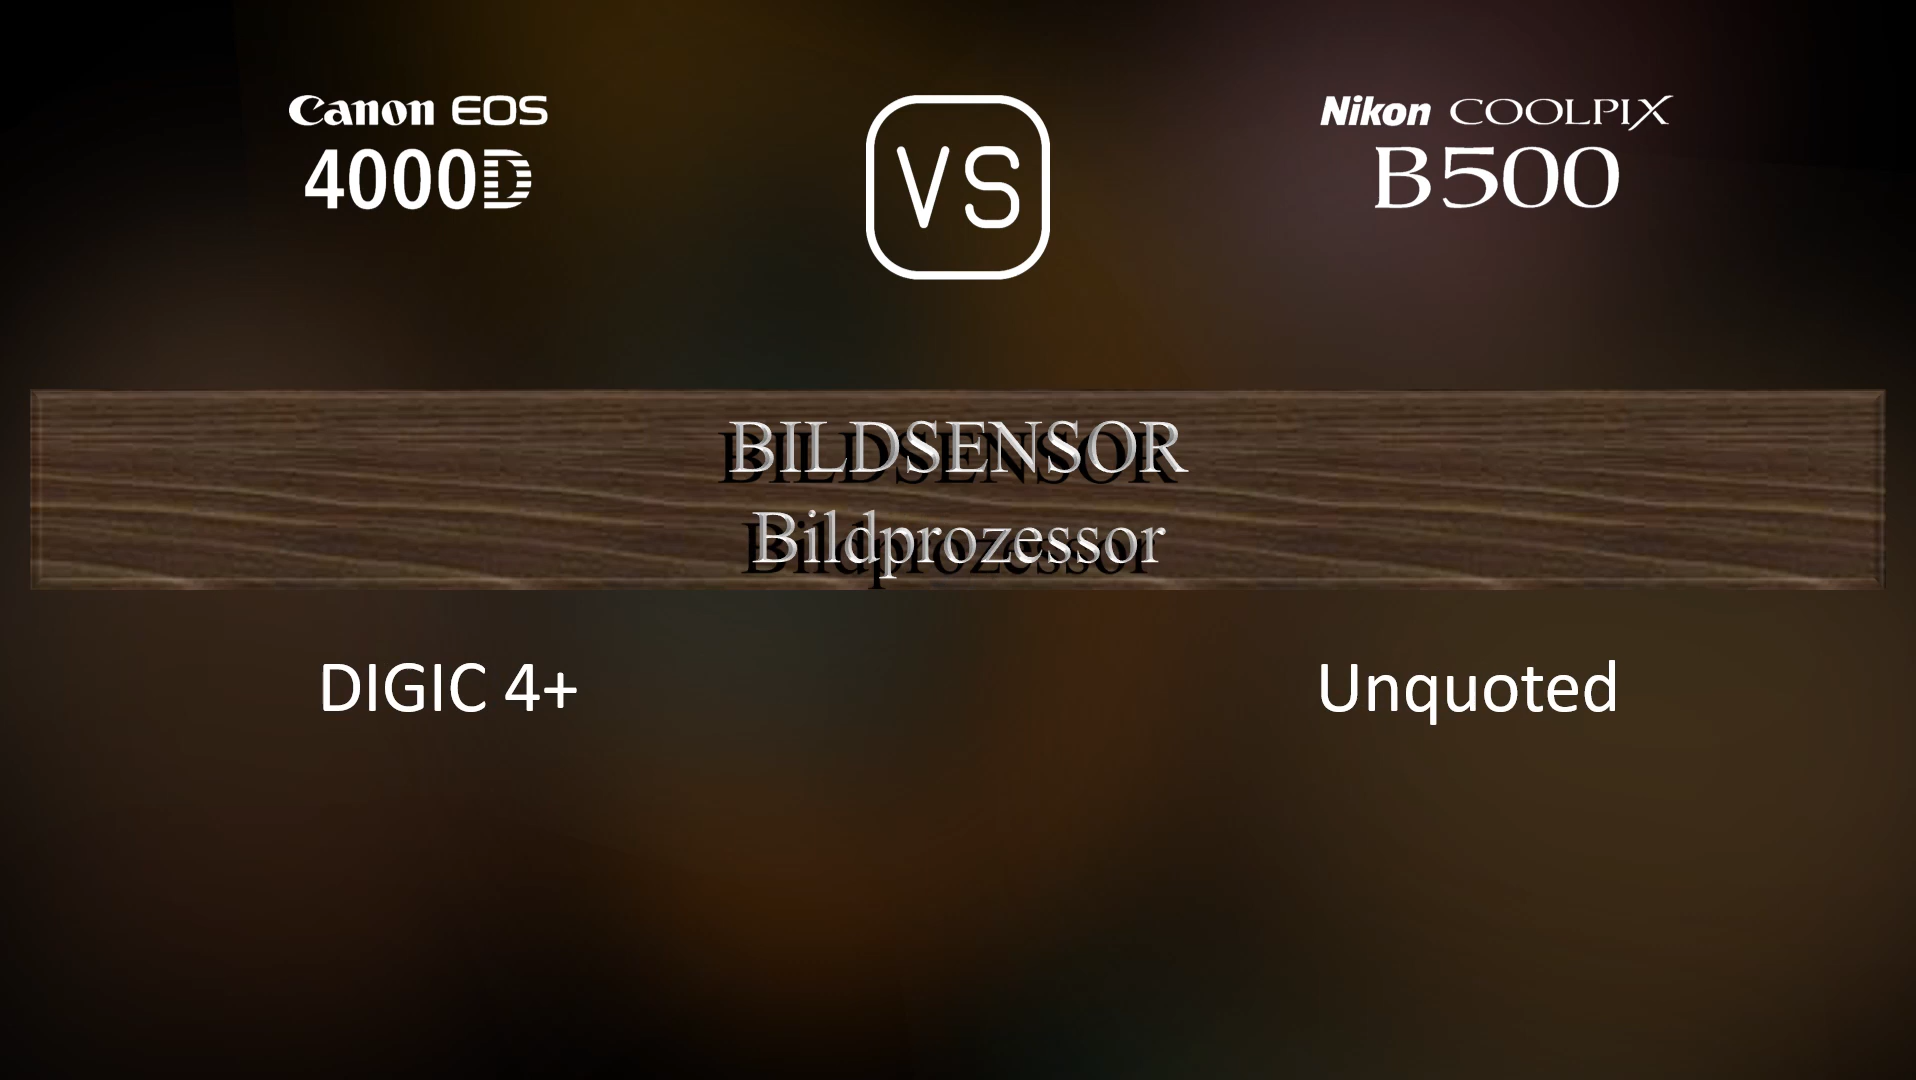 Canon EOS
4000D
VS
Nikon COOLPIX
B500
BILDSENSOR
Bildprozessor
DIGIC 4+
Unquoted